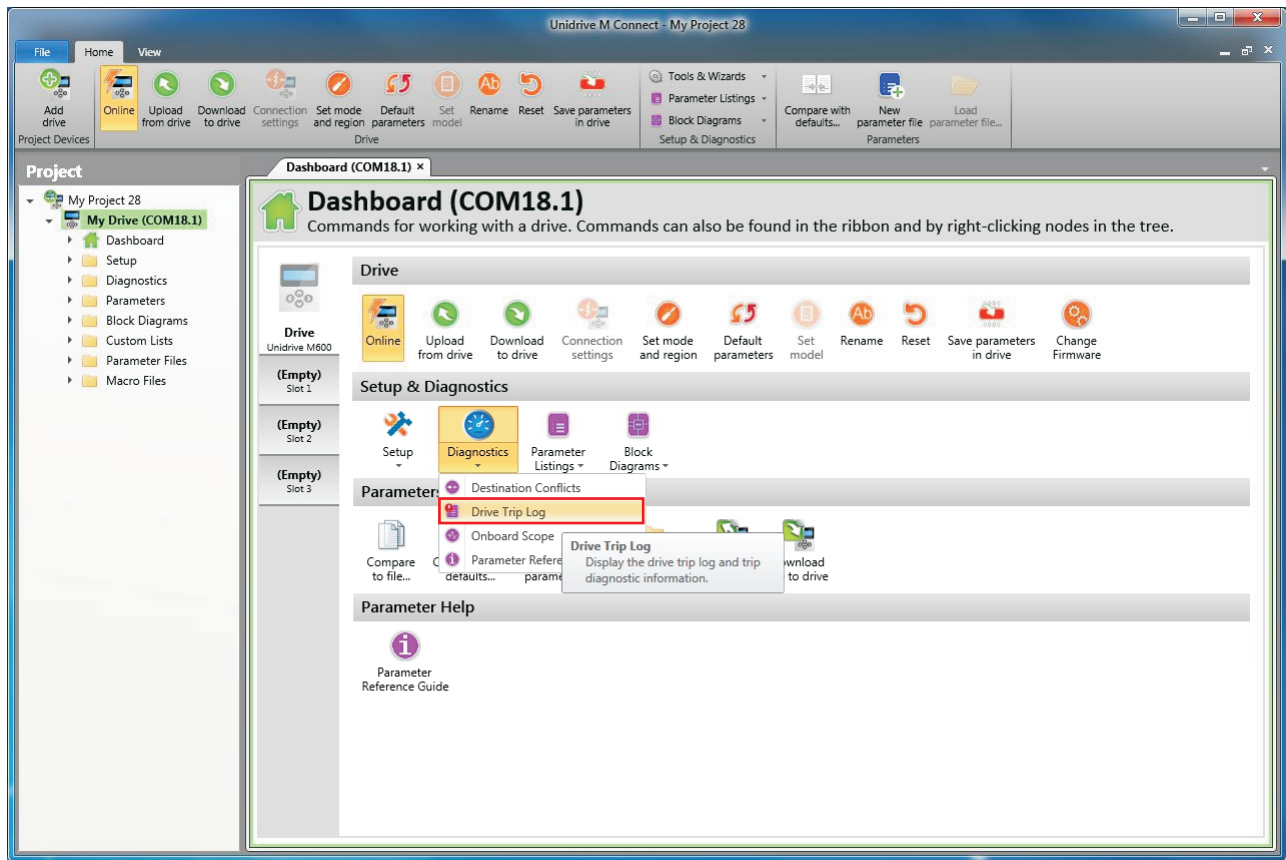 Unidrive M Connect - My Project 28
File Home View
Add drive
Online
Upload from drive
Download to drive
Connection settings
Set mode and region
Default parameters
Set model
Rename
Reset
Save parameters in drive
Tools & Wizards
Parameter Listings
Block Diagrams
Compare with defaults...
New parameter file
Load parameter file...
Project Devices
Drive
Setup & Diagnostics
Parameters
Project
My Project 28
My Drive (COM18.1)
Dashboard
Setup
Diagnostics
Parameters
Block Diagrams
Custom Lists
Parameter Files
Macro Files
Dashboard (COM18.1) ×
Dashboard (COM18.1)
Commands for working with a drive. Commands can also be found in the ribbon and by right-clicking nodes in the tree.
Drive
Unidrive M600
(Empty)
Slot 1
(Empty)
Slot 2
(Empty)
Slot 3
Drive
Online
Upload from drive
Download to drive
Connection settings
Set mode and region
Default parameters
Set model
Rename
Reset
Save parameters in drive
Change Firmware
Setup & Diagnostics
Setup
Diagnostics
Parameter Listings
Block Diagrams
Destination Conflicts
Drive Trip Log
Onboard Scope
Parameter Refere
Drive Trip Log
Display the drive trip log and trip
diagnostic information.
Parameters
Compare to file...
defaults...
parame
wnload to drive
Parameter Help
Parameter
Reference Guide